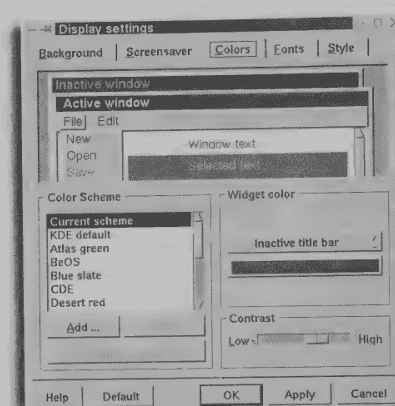 Display settings
Background Screensaver Colors Fonts Style
Inactive window
Active window
File Edit
New
Open
Save
Window text
Selected text
Color Scheme
Current scheme
KDE default
Atlas green
BeOS
Blue slate
CDE
Desert red
Add ...
Widget color
Inactive title bar
Contrast
Low High
Help Default OK Apply Cancel